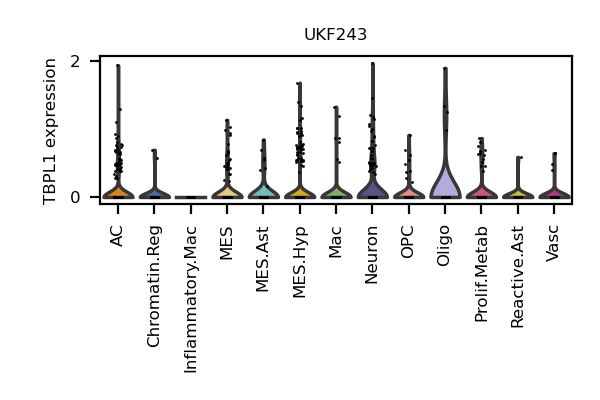 UKF243
TBPL1 expression
2
0
AC
Chromatin.Reg
Inflammatory.Mac
MES
MES.Ast
MES.Hyp
Mac
Neuron
OPC
Oligo
Prolif.Metab
Reactive.Ast
Vasc